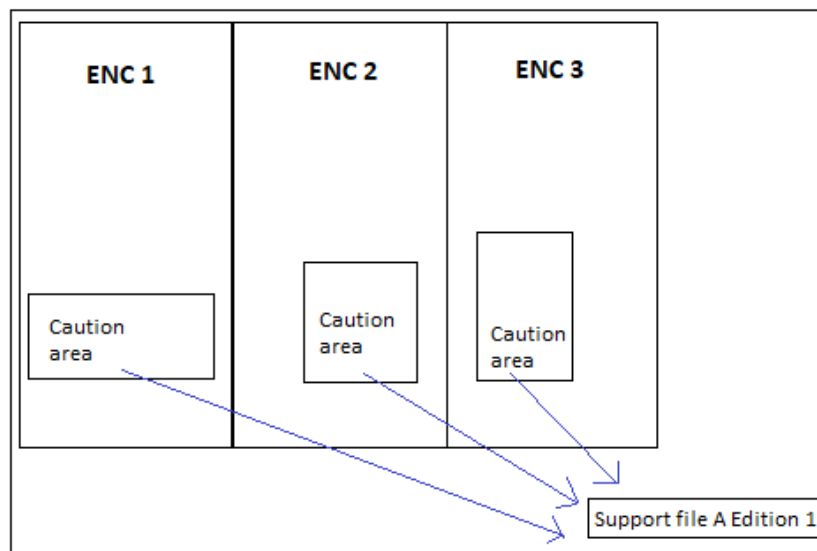 ENC 1
ENC 2
ENC 3
Caution
area
Caution
area
Caution
area
Support file A Edition 1